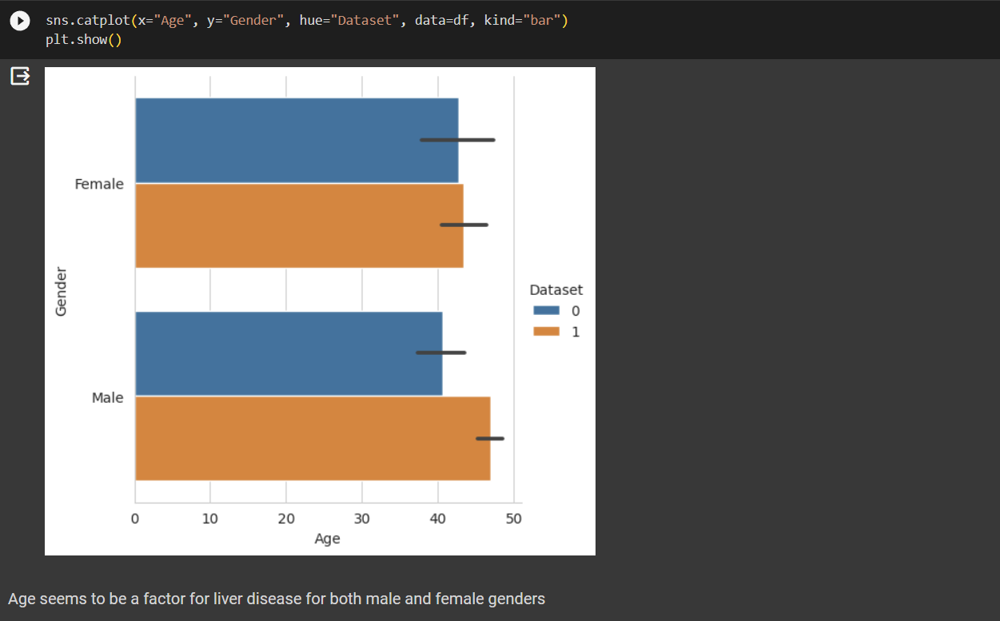 sns.catplot(x="Age", y="Gender", hue="Dataset", data=df, kind="bar")
plt.show()
Female
Gender
Male
Dataset
0
1
0 10 20 30 40 50
Age
Age seems to be a factor for liver disease for both male and female genders